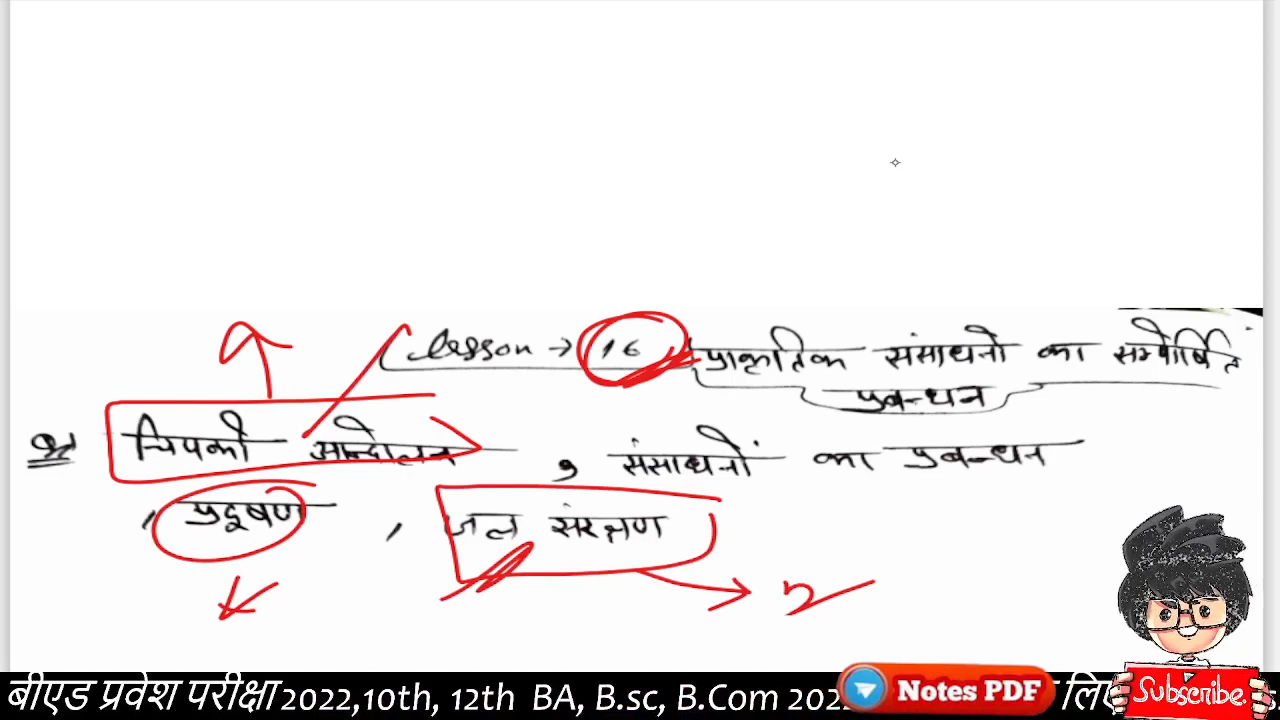 Lesson → 16 प्राकृतिक संसाधनो का सम्पोर्षितं
प्रबन्धन
चिपको आन्दोलन , संसाधनों का प्रबन्धन
, प्रदूषण , जल संरक्षण
बीएड प्रवेश परीक्षा 2022,10th, 12th BA, B.sc, B.Com 202
Notes PDF
Subscribe